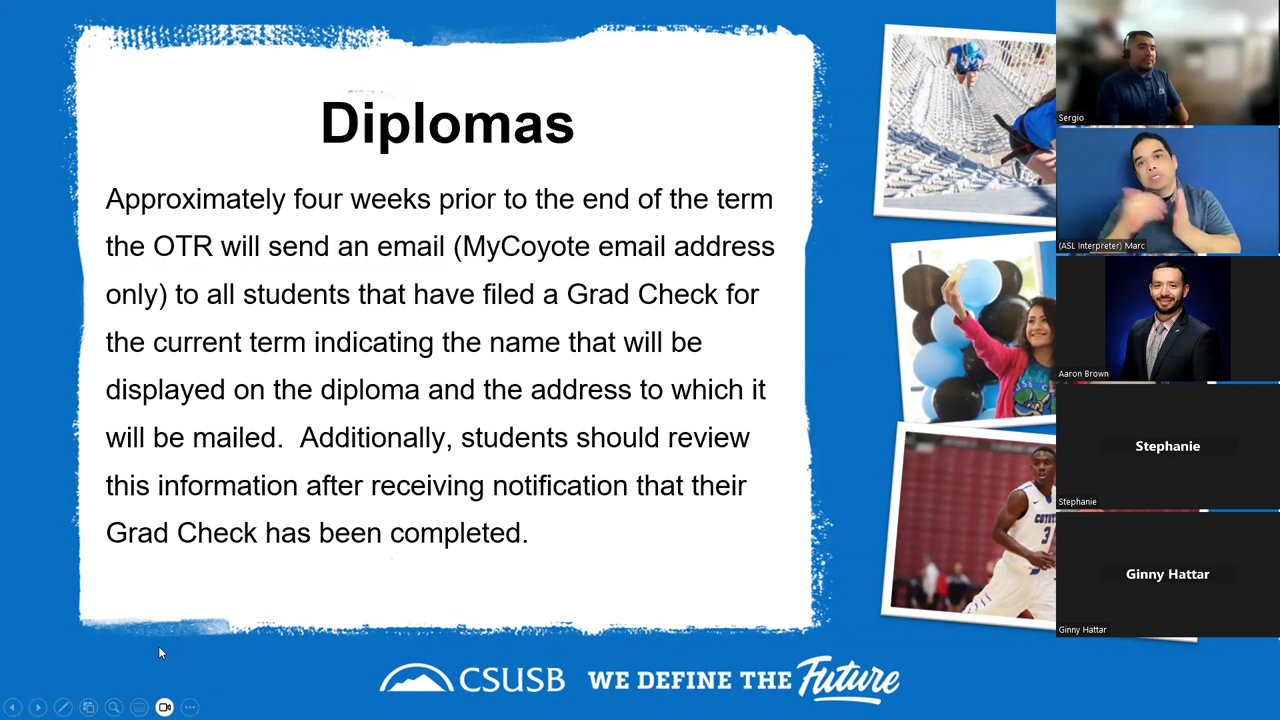 Diplomas
Approximately four weeks prior to the end of the term
the OTR will send an email (MyCoyote email address
only) to all students that have filed a Grad Check for
the current term indicating the name that will be
displayed on the diploma and the address to which it
will be mailed.  Additionally, students should review
this information after receiving notification that their
Grad Check has been completed.
CSUSB WE DEFINE THE Future
Sergio
(ASL Interpreter) Marc
Aaron Brown
Stephanie
Stephanie
Ginny Hattar
Ginny Hattar
COYOT
3